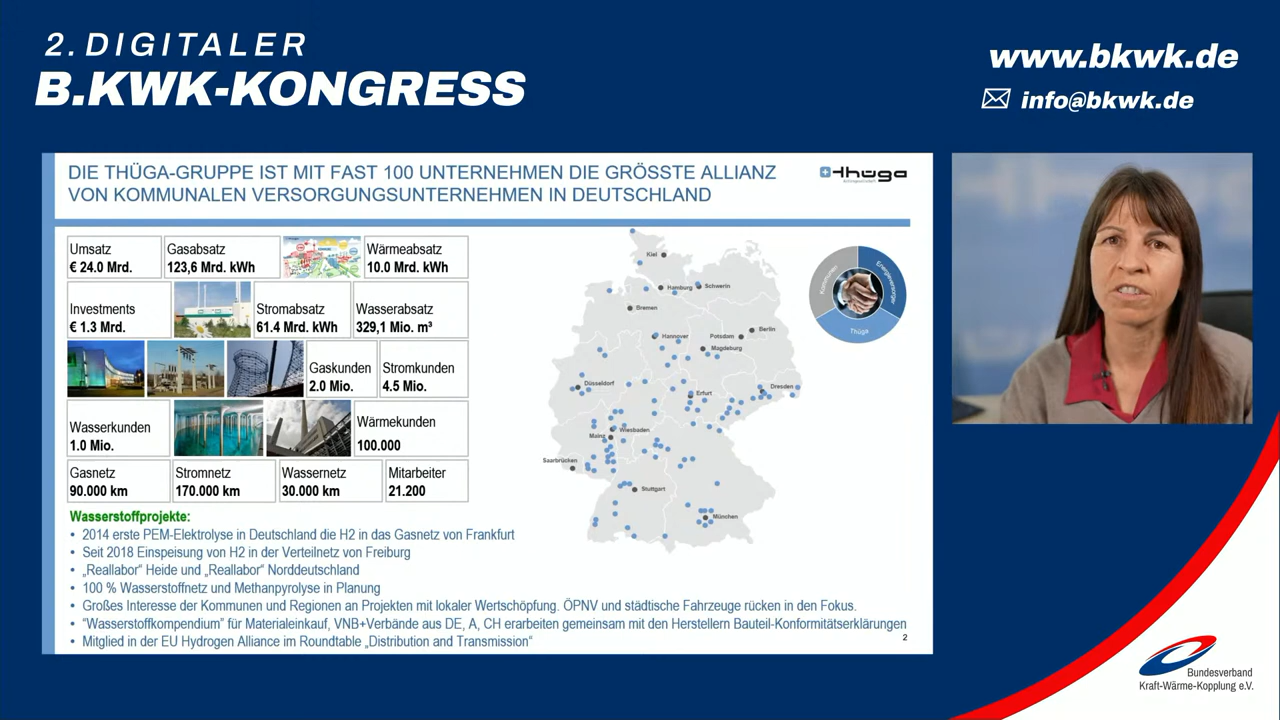 2. DIGITALER
B.KWK-KONGRESS
www.bkwk.de
info@bkwk.de
DIE THÜGA-GRUPPE IST MIT FAST 100 UNTERNEHMEN DIE GRÖSSTE ALLIANZ
VON KOMMUNALEN VERSORGUNGSUNTERNEHMEN IN DEUTSCHLAND
Thüga
Umsatz
€ 24.0 Mrd.
Gasabsatz
123,6 Mrd. kWh
Wärmeabsatz
10.0 Mrd. kWh
Investments
€ 1.3 Mrd.
Stromabsatz
61.4 Mrd. kWh
Wasserabsatz
329,1 Mio. m³
Gaskunden
2.0 Mio.
Stromkunden
4.5 Mio.
Wasserkunden
1.0 Mio.
Wärmekunden
100.000
Gasnetz
90.000 km
Stromnetz
170.000 km
Wassernetz
30.000 km
Mitarbeiter
21.200
Kiel
Hamburg
Schwerin
Bremen
Berlin
Hannover
Potsdam
Magdeburg
Düsseldorf
Dresden
Erfurt
Wiesbaden
Mainz
Saarbrücken
Stuttgart
München
Kommunen
Energieversorger
Thüga
Wasserstoffprojekte:
• 2014 erste PEM-Elektrolyse in Deutschland die H2 in das Gasnetz von Frankfurt
• Seit 2018 Einspeisung von H2 in der Verteilnetz von Freiburg
• „Reallabor“ Heide und „Reallabor“ Norddeutschland
• 100 % Wasserstoffnetz und Methanpyrolyse in Planung
• Großes Interesse der Kommunen und Regionen an Projekten mit lokaler Wertschöpfung. ÖPNV und städtische Fahrzeuge rücken in den Fokus.
• “Wasserstoffkompendium” für Materialeinkauf, VNB+Verbände aus DE, A, CH erarbeiten gemeinsam mit den Herstellern Bauteil-Konformitätserklärungen
• Mitglied in der EU Hydrogen Alliance im Roundtable „Distribution and Transmission“
2
Bundesverband
Kraft-Wärme-Kopplung e.V.